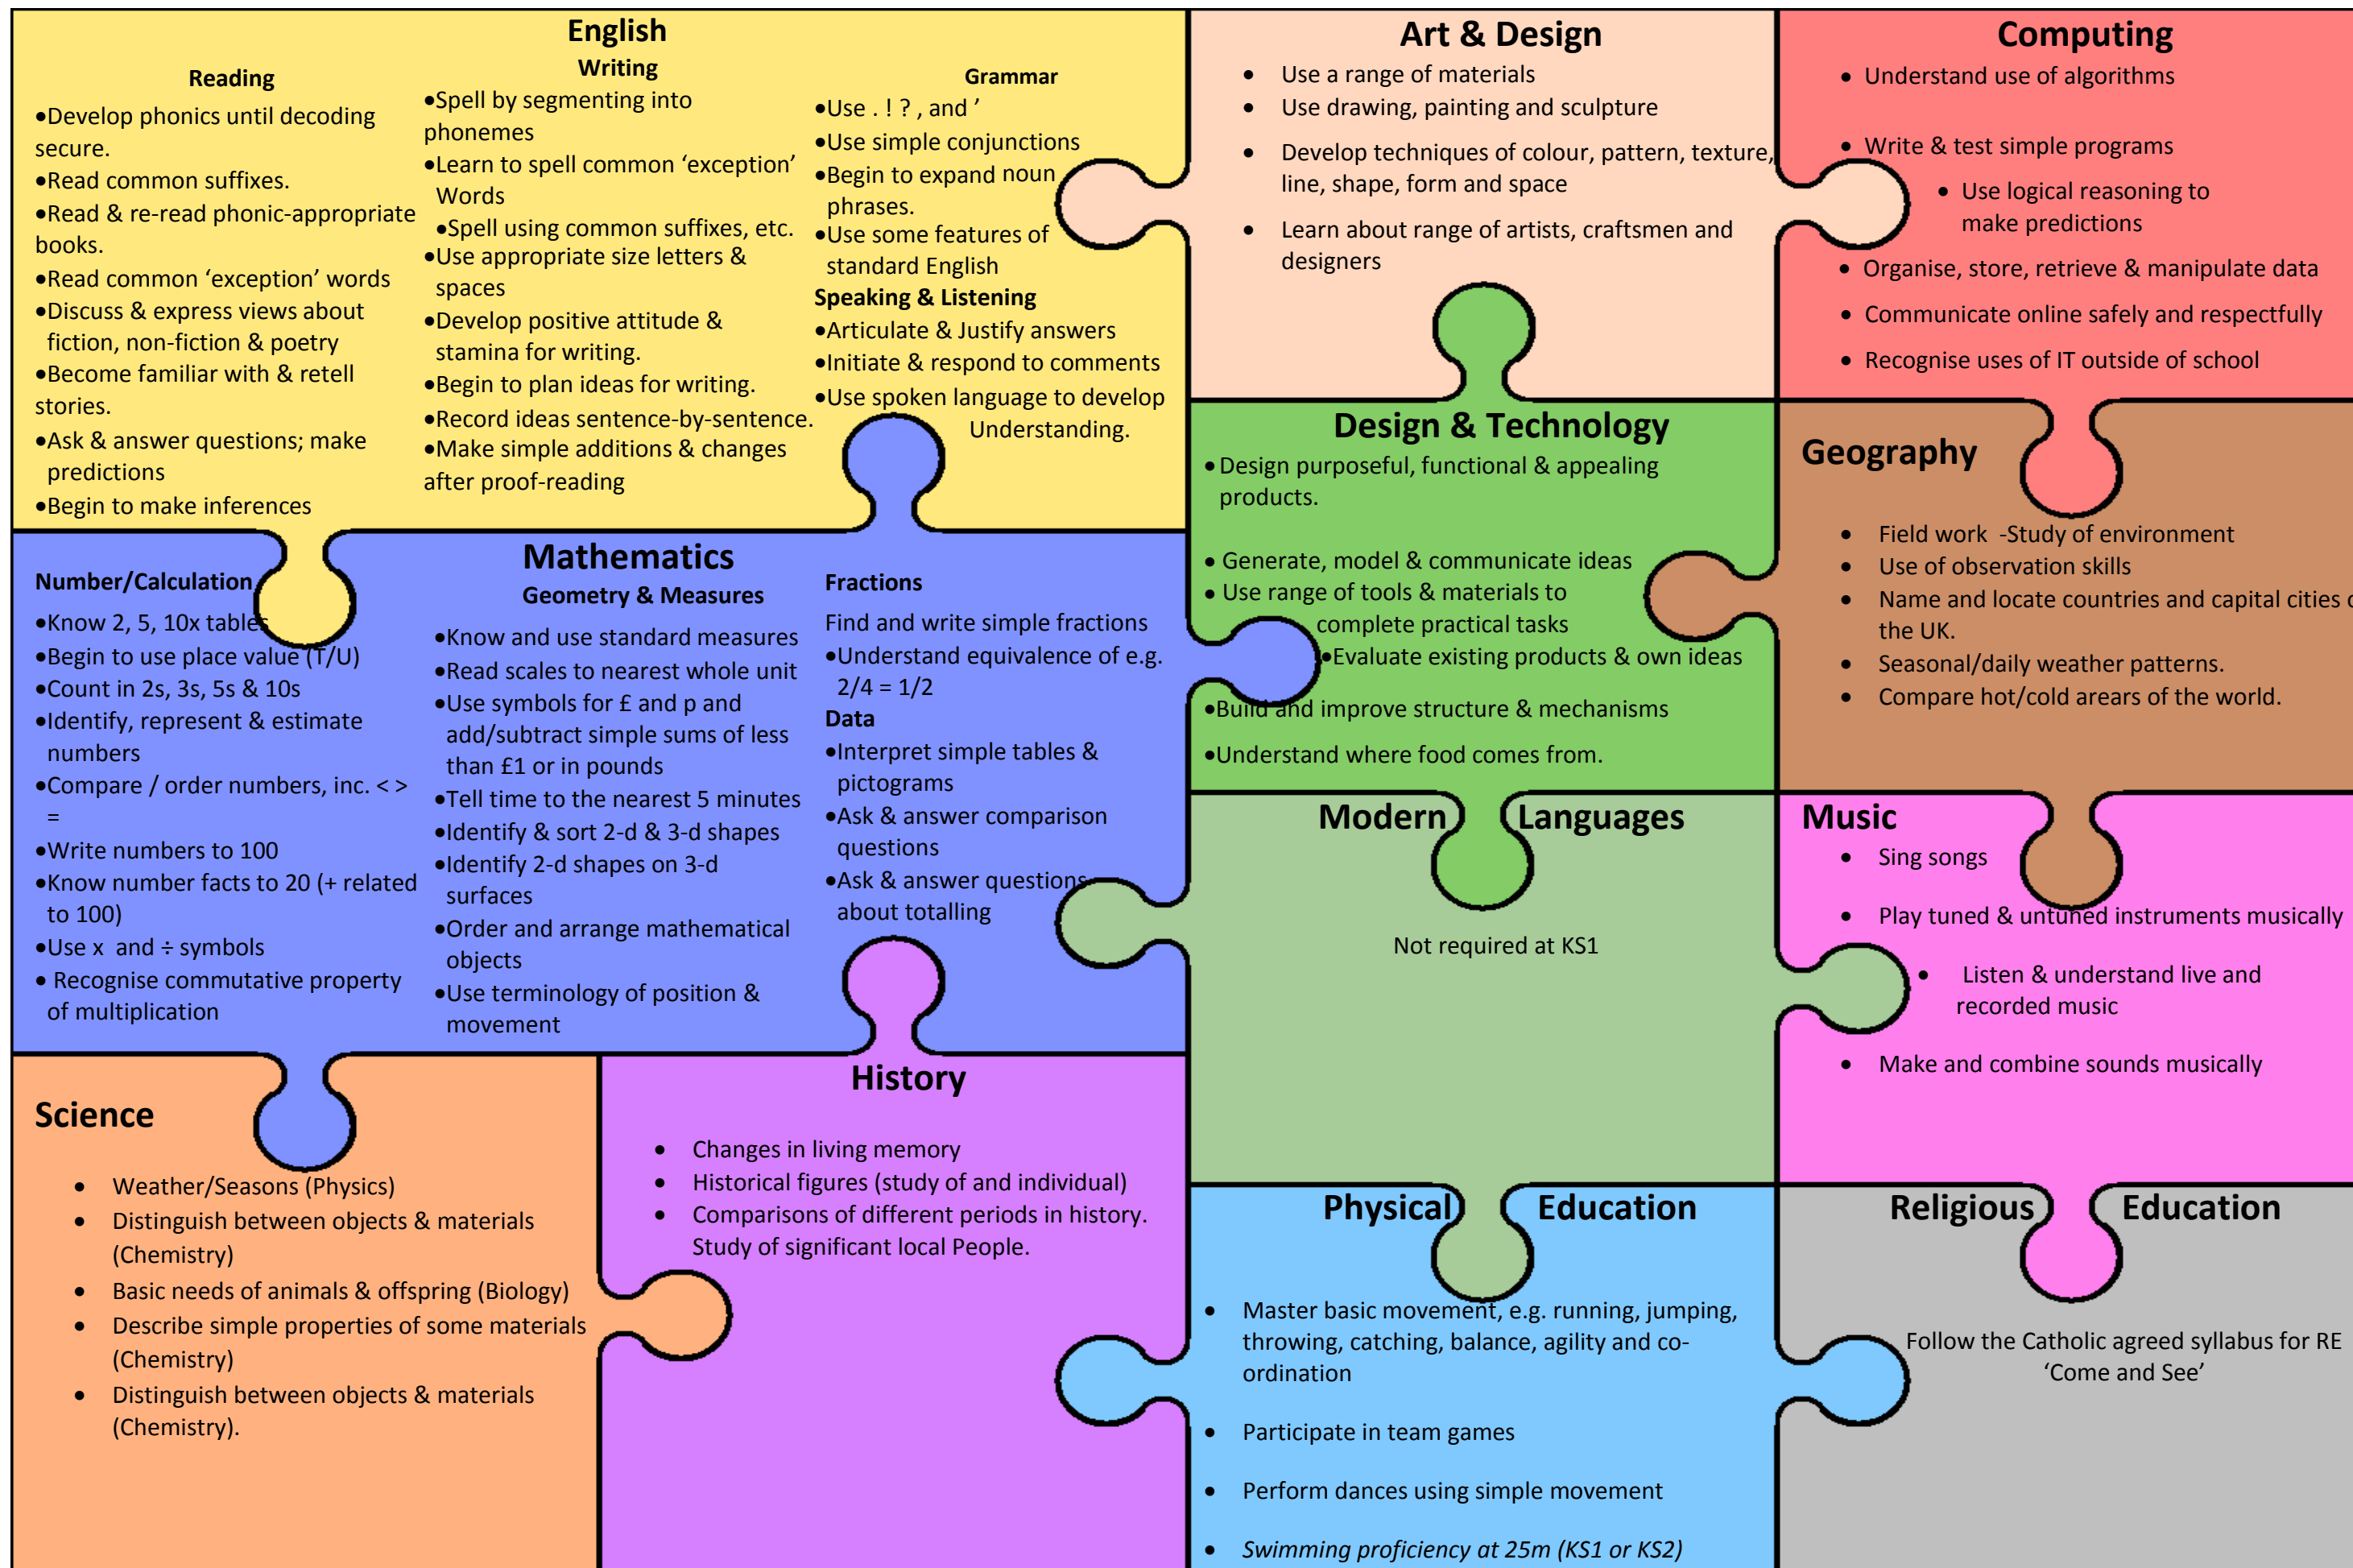 English
Reading
•Develop phonics until decoding
secure.
•Read common suffixes.
•Read & re-read phonic-appropriate
books.
•Read common ‘exception’ words
•Discuss & express views about
fiction, non-fiction & poetry
•Become familiar with & retell
stories.
•Ask & answer questions; make
predictions
•Begin to make inferences
Writing
•Spell by segmenting into
phonemes
•Learn to spell common ‘exception’
Words
•Spell using common suffixes, etc.
•Use appropriate size letters &
spaces
•Develop positive attitude &
stamina for writing.
•Begin to plan ideas for writing.
•Record ideas sentence-by-sentence.
•Make simple additions & changes
after proof-reading
Grammar
•Use . ! ? , and ’
•Use simple conjunctions
•Begin to expand noun
phrases.
•Use some features of
standard English
Speaking & Listening
•Articulate & Justify answers
•Initiate & respond to comments
•Use spoken language to develop
Understanding.
Art & Design
• Use a range of materials
• Use drawing, painting and sculpture
• Develop techniques of colour, pattern, texture,
line, shape, form and space
• Learn about range of artists, craftsmen and
designers
Computing
• Understand use of algorithms
• Write & test simple programs
• Use logical reasoning to
make predictions
• Organise, store, retrieve & manipulate data
• Communicate online safely and respectfully
• Recognise uses of IT outside of school
Mathematics
Number/Calculation
•Know 2, 5, 10x tables
•Begin to use place value (T/U)
•Count in 2s, 3s, 5s & 10s
•Identify, represent & estimate
numbers
•Compare / order numbers, inc. < >
=
•Write numbers to 100
•Know number facts to 20 (+ related
to 100)
•Use x and ÷ symbols
• Recognise commutative property
of multiplication
Geometry & Measures
•Know and use standard measures
•Read scales to nearest whole unit
•Use symbols for £ and p and
add/subtract simple sums of less
than £1 or in pounds
•Tell time to the nearest 5 minutes
•Identify & sort 2-d & 3-d shapes
•Identify 2-d shapes on 3-d
surfaces
•Order and arrange mathematical
objects
•Use terminology of position &
movement
Fractions
Find and write simple fractions
•Understand equivalence of e.g.
2/4 = 1/2
Data
•Interpret simple tables &
pictograms
•Ask & answer comparison
questions
•Ask & answer questions
about totalling
Design & Technology
• Design purposeful, functional & appealing
products.
• Generate, model & communicate ideas
• Use range of tools & materials to
complete practical tasks
•Evaluate existing products & own ideas
•Build and improve structure & mechanisms
•Understand where food comes from.
Geography
• Field work -Study of environment
• Use of observation skills
• Name and locate countries and capital cities
the UK.
• Seasonal/daily weather patterns.
• Compare hot/cold arears of the world.
Modern Languages
Not required at KS1
Music
• Sing songs
• Play tuned & untuned instruments musically
• Listen & understand live and
recorded music
• Make and combine sounds musically
Science
• Weather/Seasons (Physics)
• Distinguish between objects & materials
(Chemistry)
• Basic needs of animals & offspring (Biology)
• Describe simple properties of some materials
(Chemistry)
• Distinguish between objects & materials
(Chemistry).
History
• Changes in living memory
• Historical figures (study of and individual)
• Comparisons of different periods in history.
Study of significant local People.
Physical Education
• Master basic movement, e.g. running, jumping,
throwing, catching, balance, agility and co-
ordination
• Participate in team games
• Perform dances using simple movement
• Swimming proficiency at 25m (KS1 or KS2)
Religious Education
Follow the Catholic agreed syllabus for RE
‘Come and See’